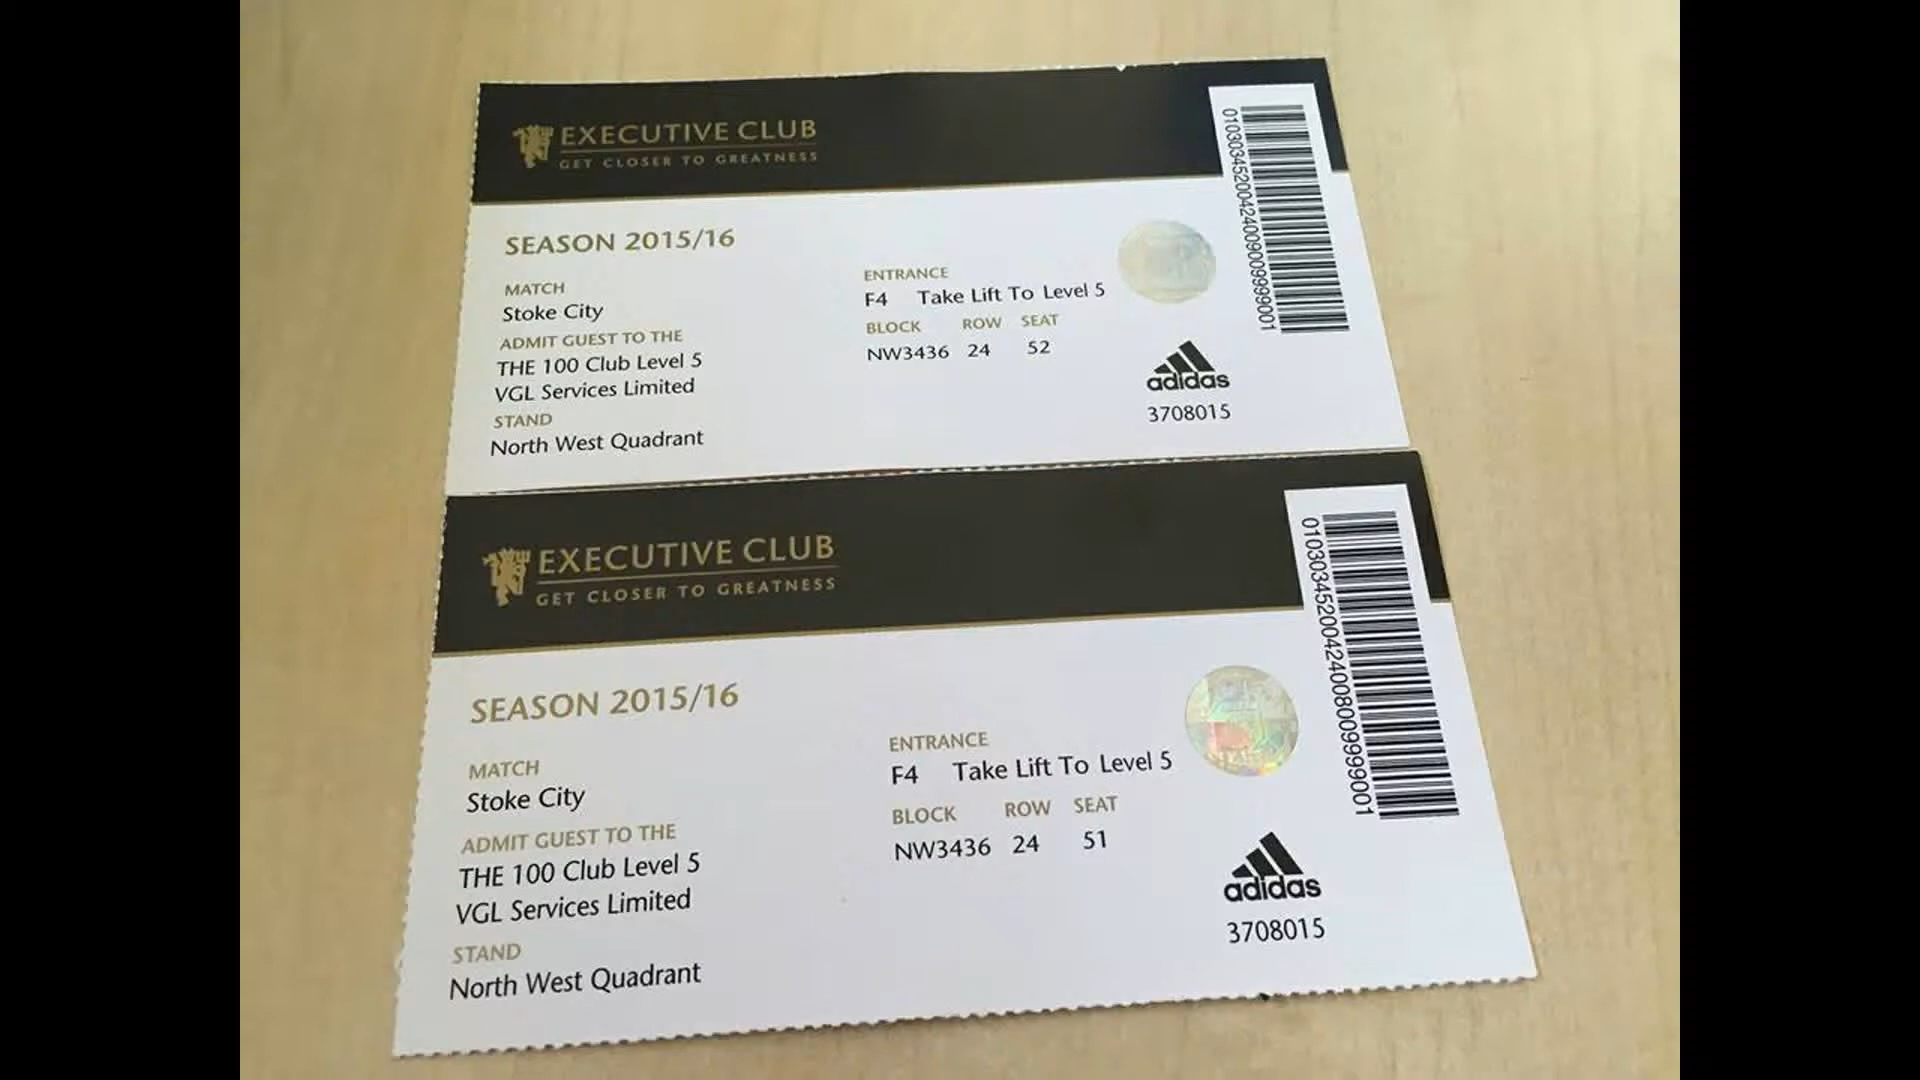 EXECUTIVE CLUB
GET CLOSER TO GREATNESS
SEASON 2015/16
MATCH
Stoke City
ADMIT GUEST TO THE
THE 100 Club Level 5
VGL Services Limited
STAND
North West Quadrant
ENTRANCE
F4 Take Lift To Level 5
BLOCK ROW SEAT
NW3436 24 52
adidas
3708015
01030345200424009009999001
EXECUTIVE CLUB
GET CLOSER TO GREATNESS
SEASON 2015/16
MATCH
Stoke City
ADMIT GUEST TO THE
THE 100 Club Level 5
VGL Services Limited
STAND
North West Quadrant
ENTRANCE
F4 Take Lift To Level 5
BLOCK ROW SEAT
NW3436 24 51
adidas
3708015
01030345200424008009999001